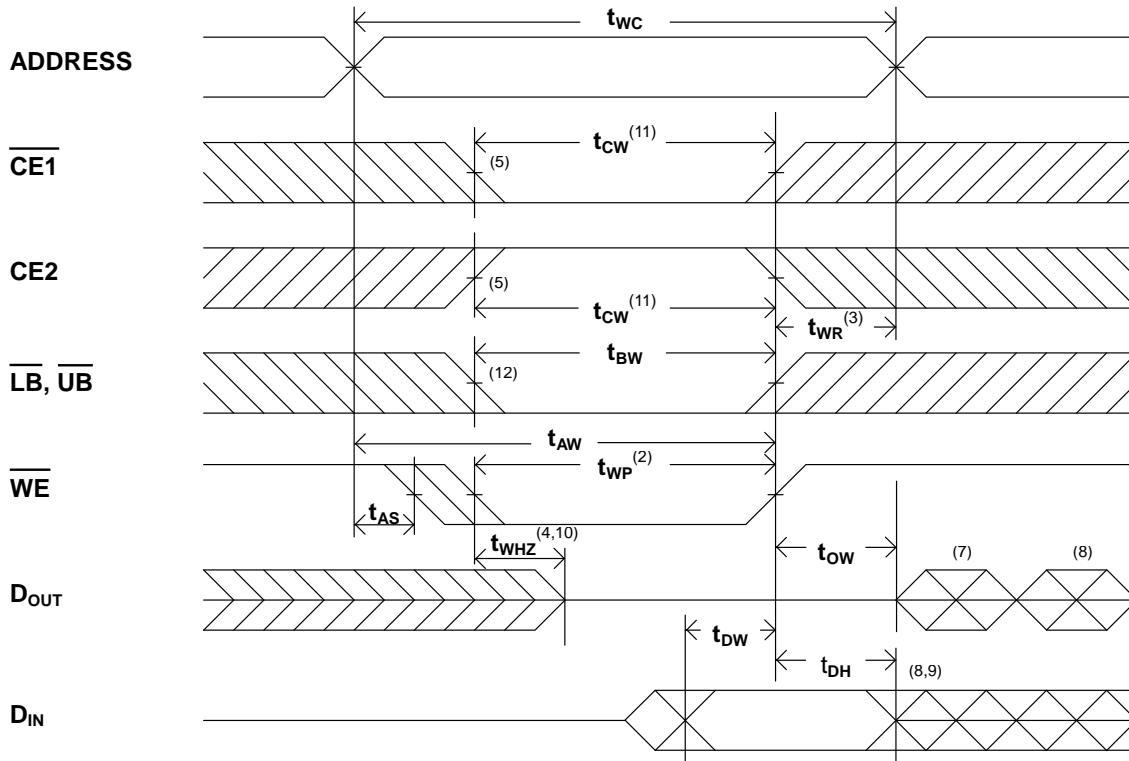 tWC
ADDRESS
CE1
(5)
tCW(11)
CE2
(5)
tCW(11)
tWR(3)
LB, UB
(12)
tBW
tAW
WE
tWP(2)
tAS
tWHZ(4,10)
tOW
DOUT
(7)
(8)
tDW
tDH
(8,9)
DIN